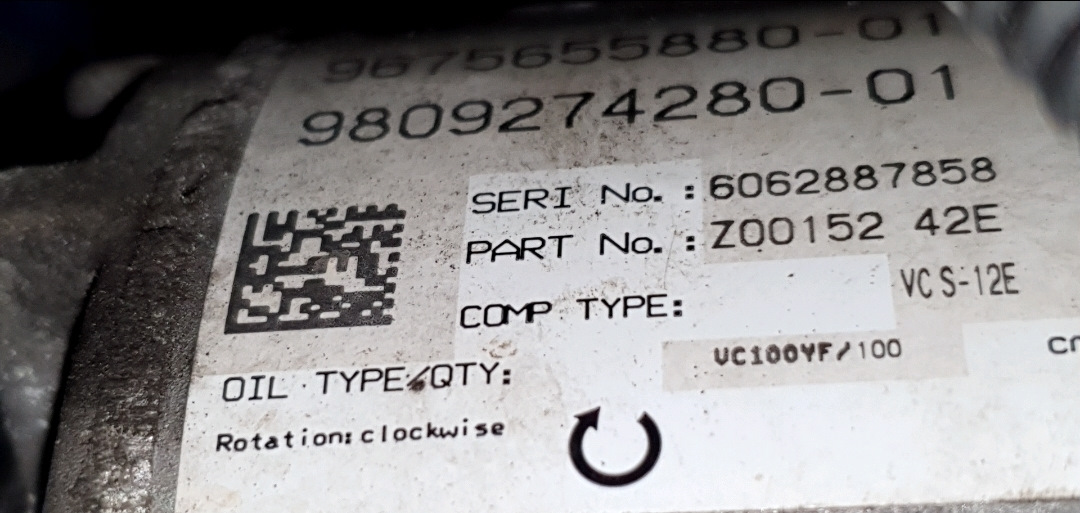 9675655880-01
9809274280-01
SERI No. : 6062887858
PART No. : Z00152 42E
COMP TYPE: VC S-12E
OIL TYPE/QTY: VC100YF/100
Rotation: clockwise